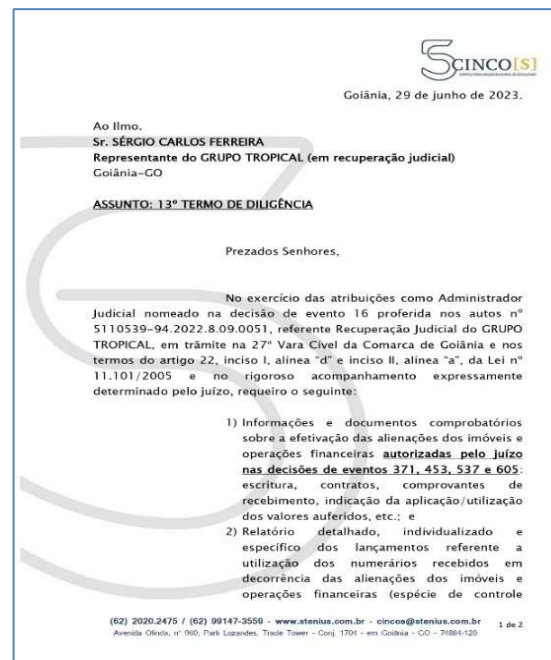 CINCO[S]
Goiânia, 29 de junho de 2023.
Ao Ilmo.
Sr. SÉRGIO CARLOS FERREIRA
Representante do GRUPO TROPICAL (em recuperação judicial)
Goiânia-GO
ASSUNTO: 13º TERMO DE DILIGÊNCIA
Prezados Senhores,
No exercício das atribuições como Administrador
Judicial nomeado na decisão de evento 16 proferida nos autos nº
5110539-94.2022.8.09.0051, referente Recuperação Judicial do GRUPO
TROPICAL, em trâmite na 27ª Vara Cível da Comarca de Goiânia e nos
termos do artigo 22, inciso I, alínea "d" e inciso II, alínea "a", da Lei nº
11.101/2005 e no rigoroso acompanhamento expressamente
determinado pelo juízo, requeiro o seguinte:
1) Informações e documentos comprobatórios
sobre a efetivação das alienações dos imóveis e
operações financeiras autorizadas pelo juízo
nas decisões de eventos 371, 453, 537 e 605:
escritura, contratos, comprovantes de
recebimento, indicação da aplicação/utilização
dos valores auferidos, etc.; e
2) Relatório detalhado, individualizado e
específico dos lançamentos referente a
utilização dos numerários recebidos em
decorrência das alienações dos imóveis e
operações financeiras (espécie de controle
(62) 2020.2475 / (62) 99147-3559 - www.stenius.com.br - cincos@stenius.com.br
1 de 2
Avenida Olinda, nº 960, Park Lozandes, Trade Tower - Conj. 1704 - em Goiânia - GO - 74884-120